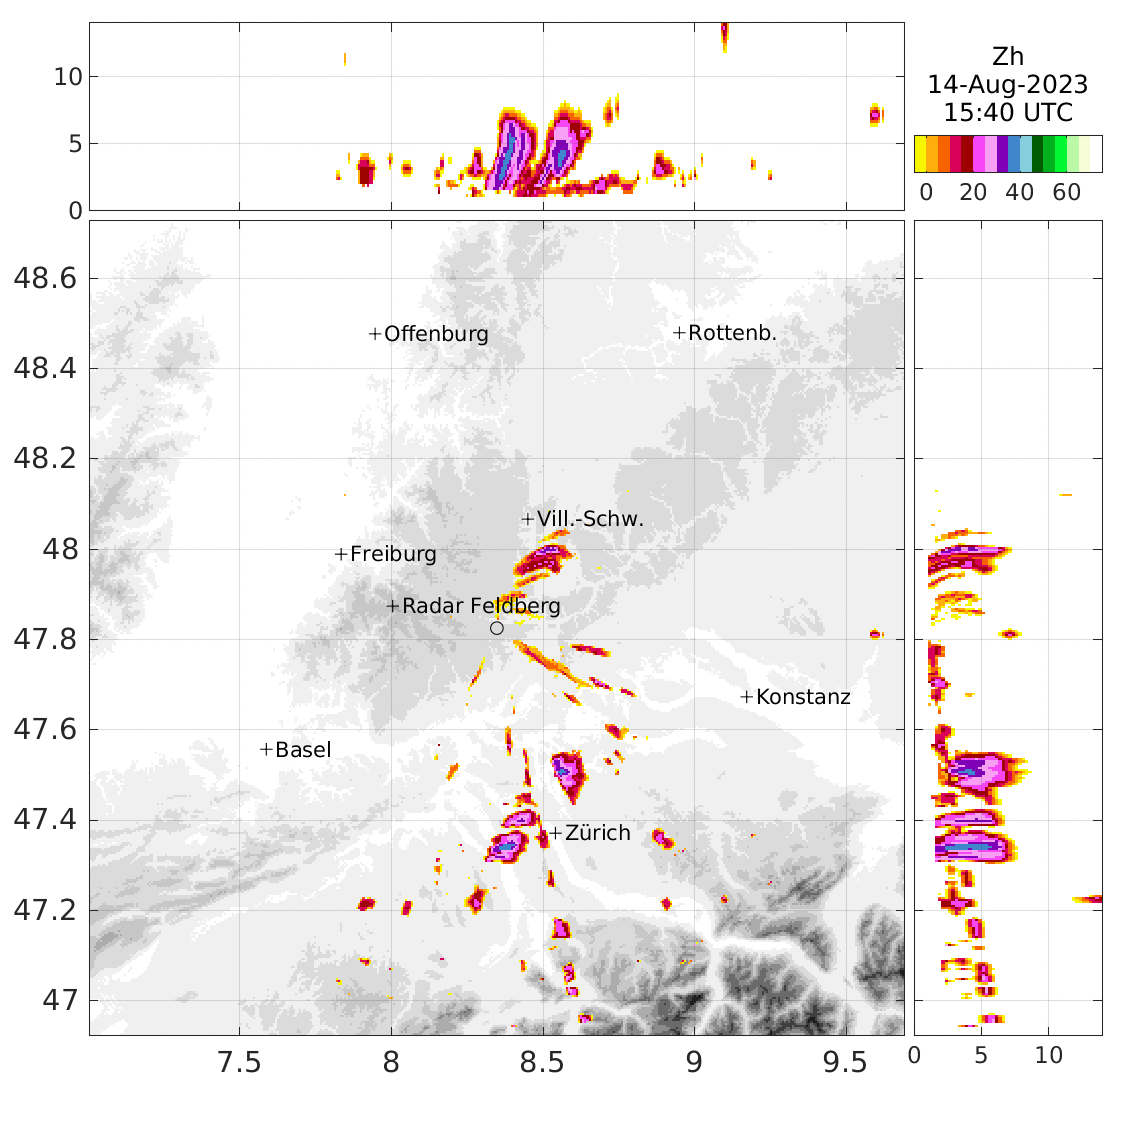 Zh
14-Aug-2023
15:40 UTC
10
5
0
0 20 40 60
48.6
48.4
48.2
48
47.8
47.6
47.4
47.2
47
Offenburg
Rottenb.
Vill.-Schw.
Freiburg
Radar Feldberg
Konstanz
Basel
Zürich
7.5 8 8.5 9 9.5
0 5 10